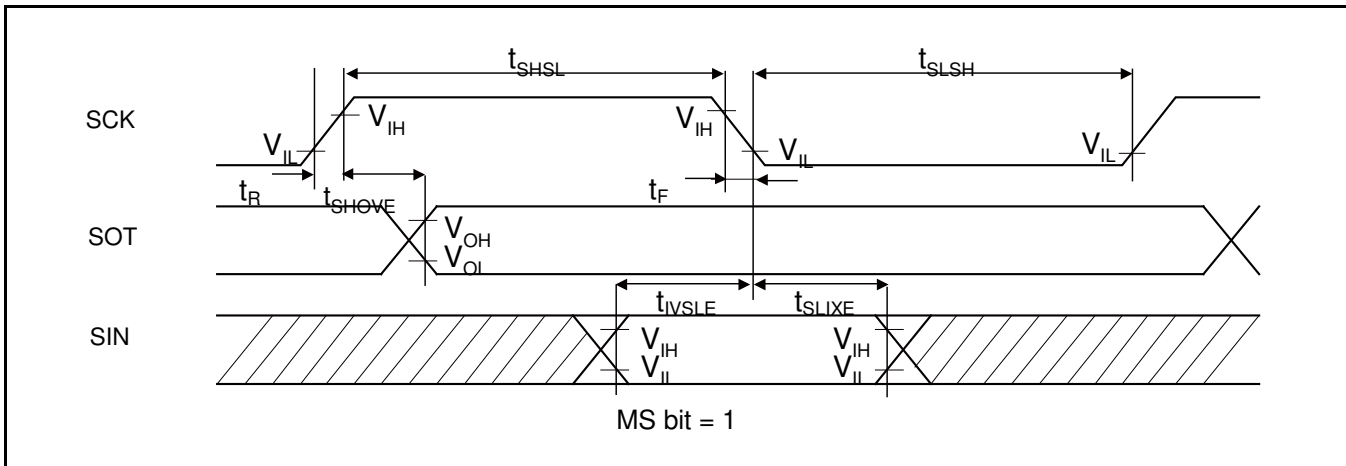 tSHSL
tSLSH
SCK
VIH
VIH
VIL
VIL
VIL
tR
tSHOVE
tF
SOT
VOH
VOL
tIVSLE
tSLIXE
SIN
VIH
VIH
VIL
VIL
MS bit = 1